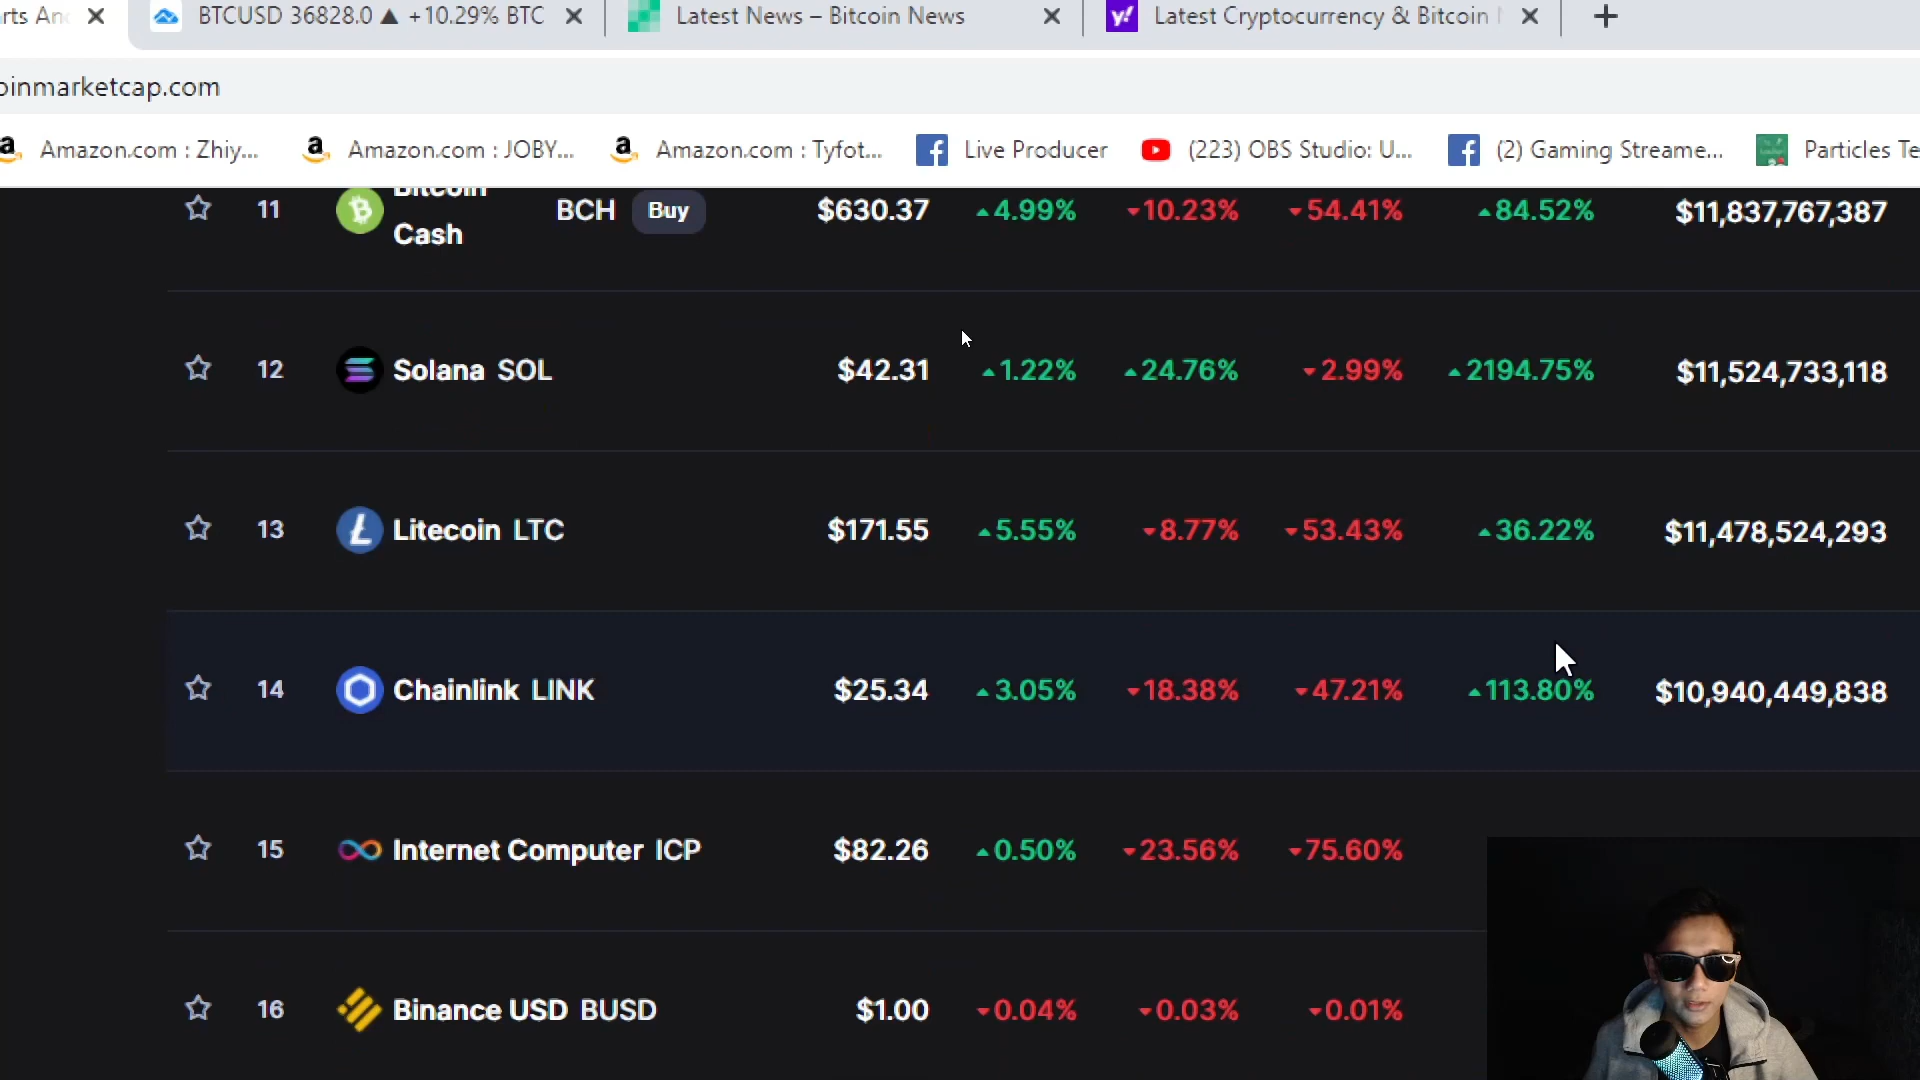 rts An
BTCUSD 36828.0 ▲ +10.29% BTC
Latest News – Bitcoin News
Latest Cryptocurrency & Bitcoin
oinmarketcap.com
Amazon.com : Zhiy...
Amazon.com : JOBY...
Amazon.com : Tyfot...
Live Producer
(223) OBS Studio: U...
(2) Gaming Streame...
Particles Te
11 Bitcoin Cash BCH Buy $630.37 4.99% 10.23% 54.41% 84.52% $11,837,767,387
12 Solana SOL $42.31 1.22% 24.76% 2.99% 2194.75% $11,524,733,118
13 Litecoin LTC $171.55 5.55% 8.77% 53.43% 36.22% $11,478,524,293
14 Chainlink LINK $25.34 3.05% 18.38% 47.21% 113.80% $10,940,449,838
15 Internet Computer ICP $82.26 0.50% 23.56% 75.60%
16 Binance USD BUSD $1.00 0.04% 0.03% 0.01%